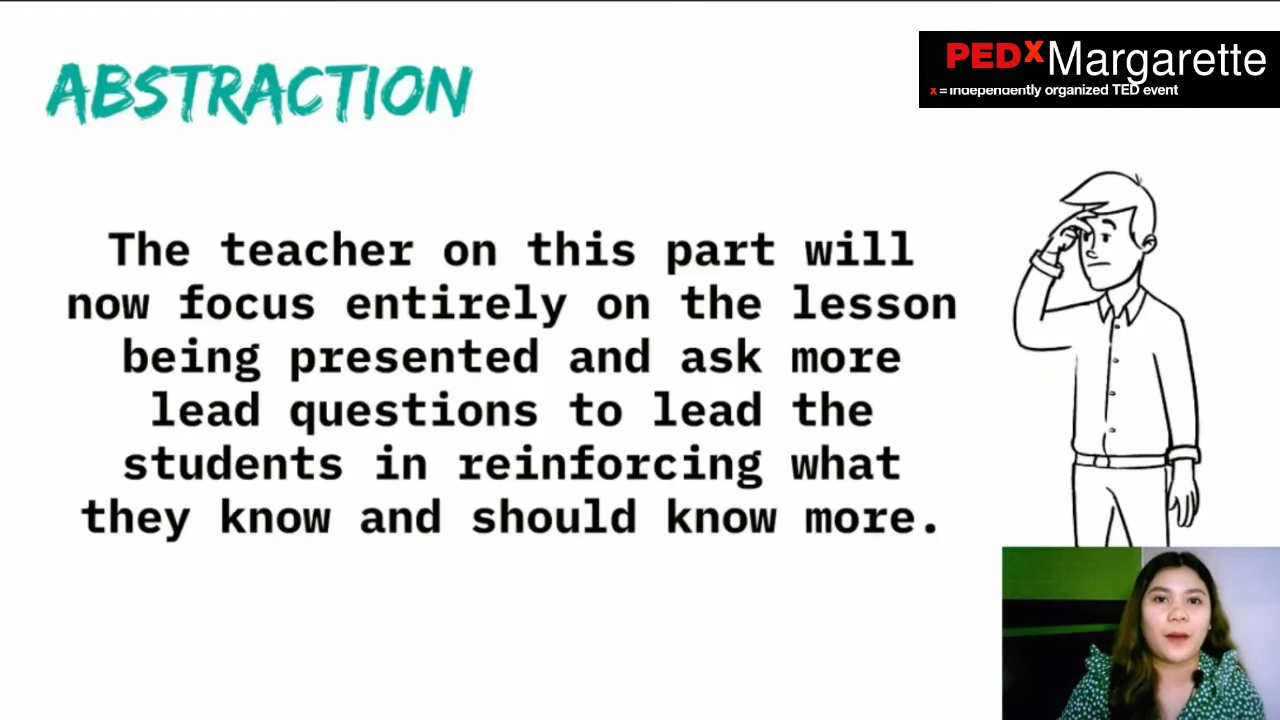 ABSTRACTION
PEDxMargarette
x = independently organized TED event
The teacher on this part will
now focus entirely on the lesson
being presented and ask more
lead questions to lead the
students in reinforcing what
they know and should know more.